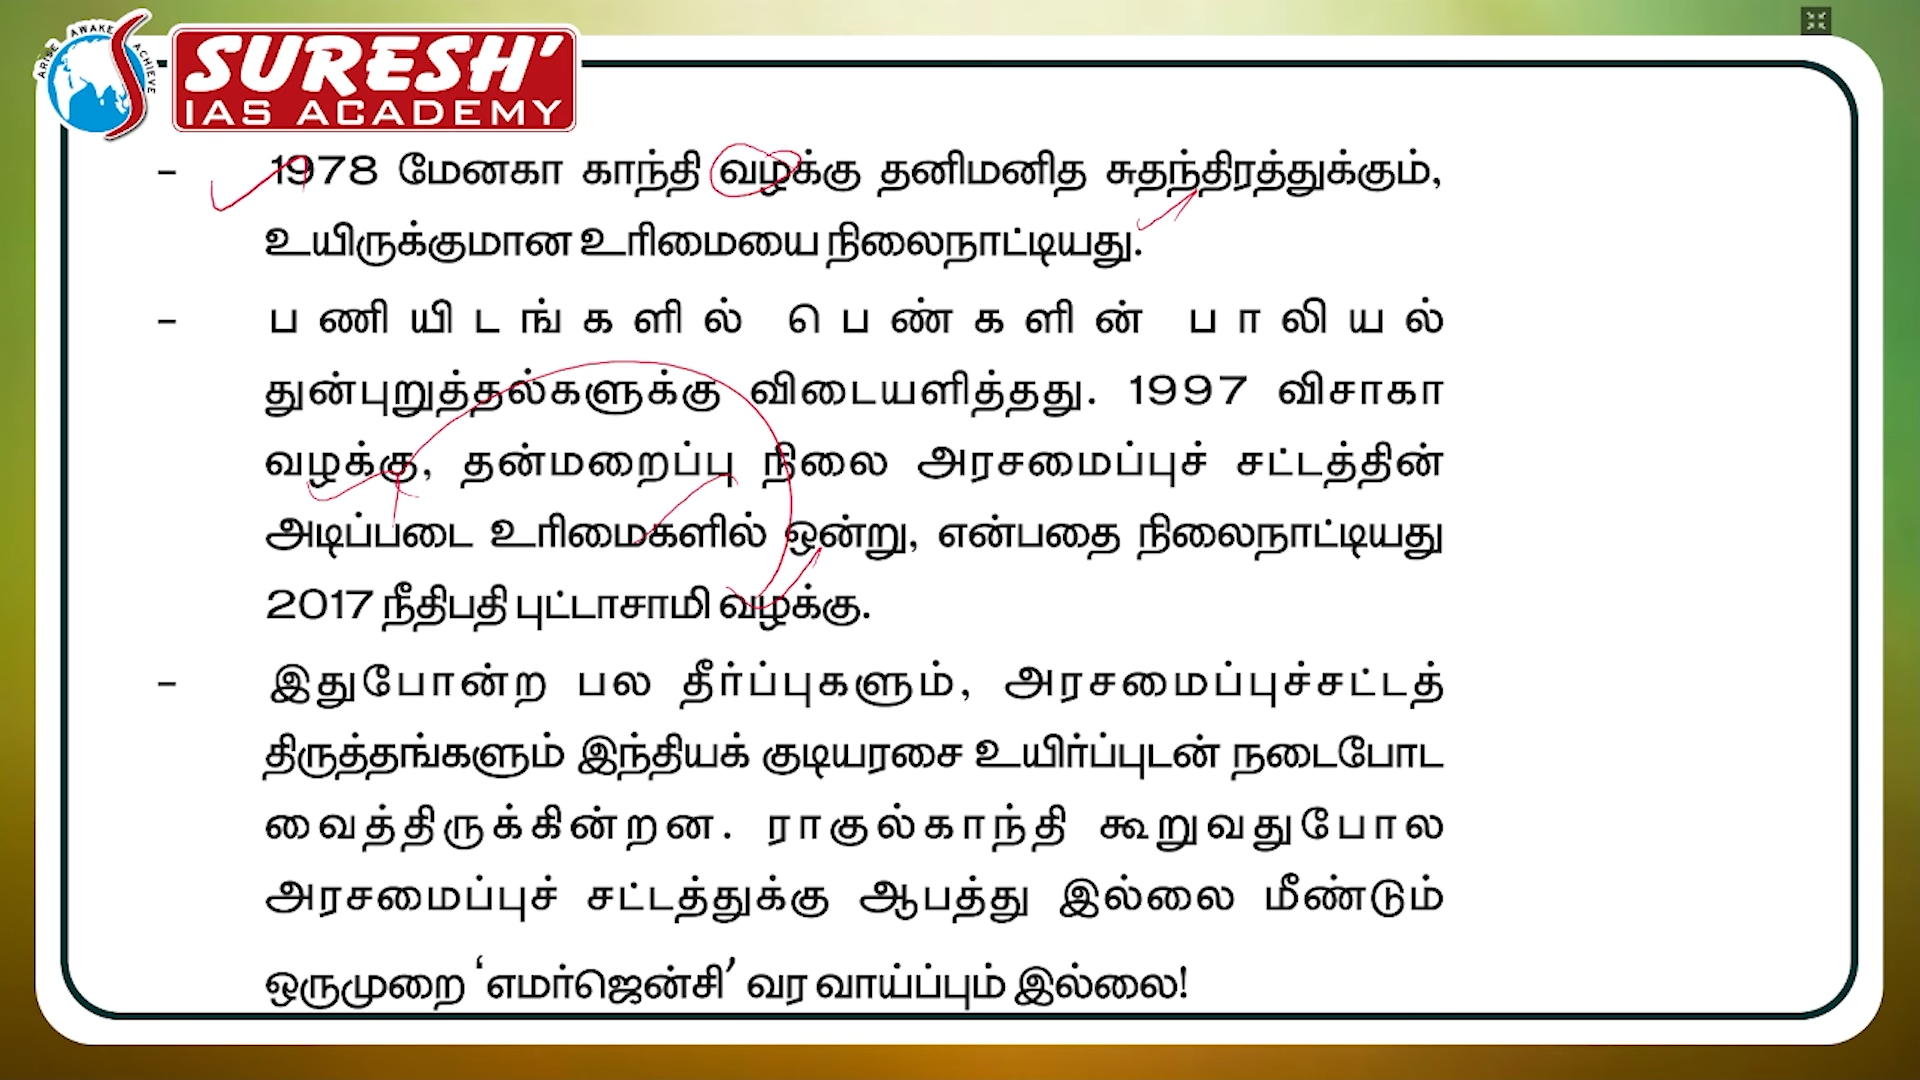 ARISE AWAKE ACHIEVE
SURESH'
IAS ACADEMY
- 1978 மேனகா காந்தி வழக்கு தனிமனித சுதந்திரத்துக்கும்,
உயிருக்குமான உரிமையை நிலைநாட்டியது.
- பணியிடங்களில் பெண்களின் பாலியல்
துன்புறுத்தல்களுக்கு விடையளித்தது. 1997 விசாகா
வழக்கு, தன்மறைப்பு நிலை அரசமைப்புச் சட்டத்தின்
அடிப்படை உரிமைகளில் ஒன்று, என்பதை நிலைநாட்டியது
2017 நீதிபதி புட்டாசாமி வழக்கு.
- இதுபோன்ற பல தீர்ப்புகளும், அரசமைப்புச்சட்டத்
திருத்தங்களும் இந்தியக் குடியரசை உயிர்ப்புடன் நடைபோட
வைத்திருக்கின்றன. ராகுல்காந்தி கூறுவதுபோல
அரசமைப்புச் சட்டத்துக்கு ஆபத்து இல்லை மீண்டும்
ஒருமுறை ‘எமர்ஜென்சி’ வர வாய்ப்பும் இல்லை!